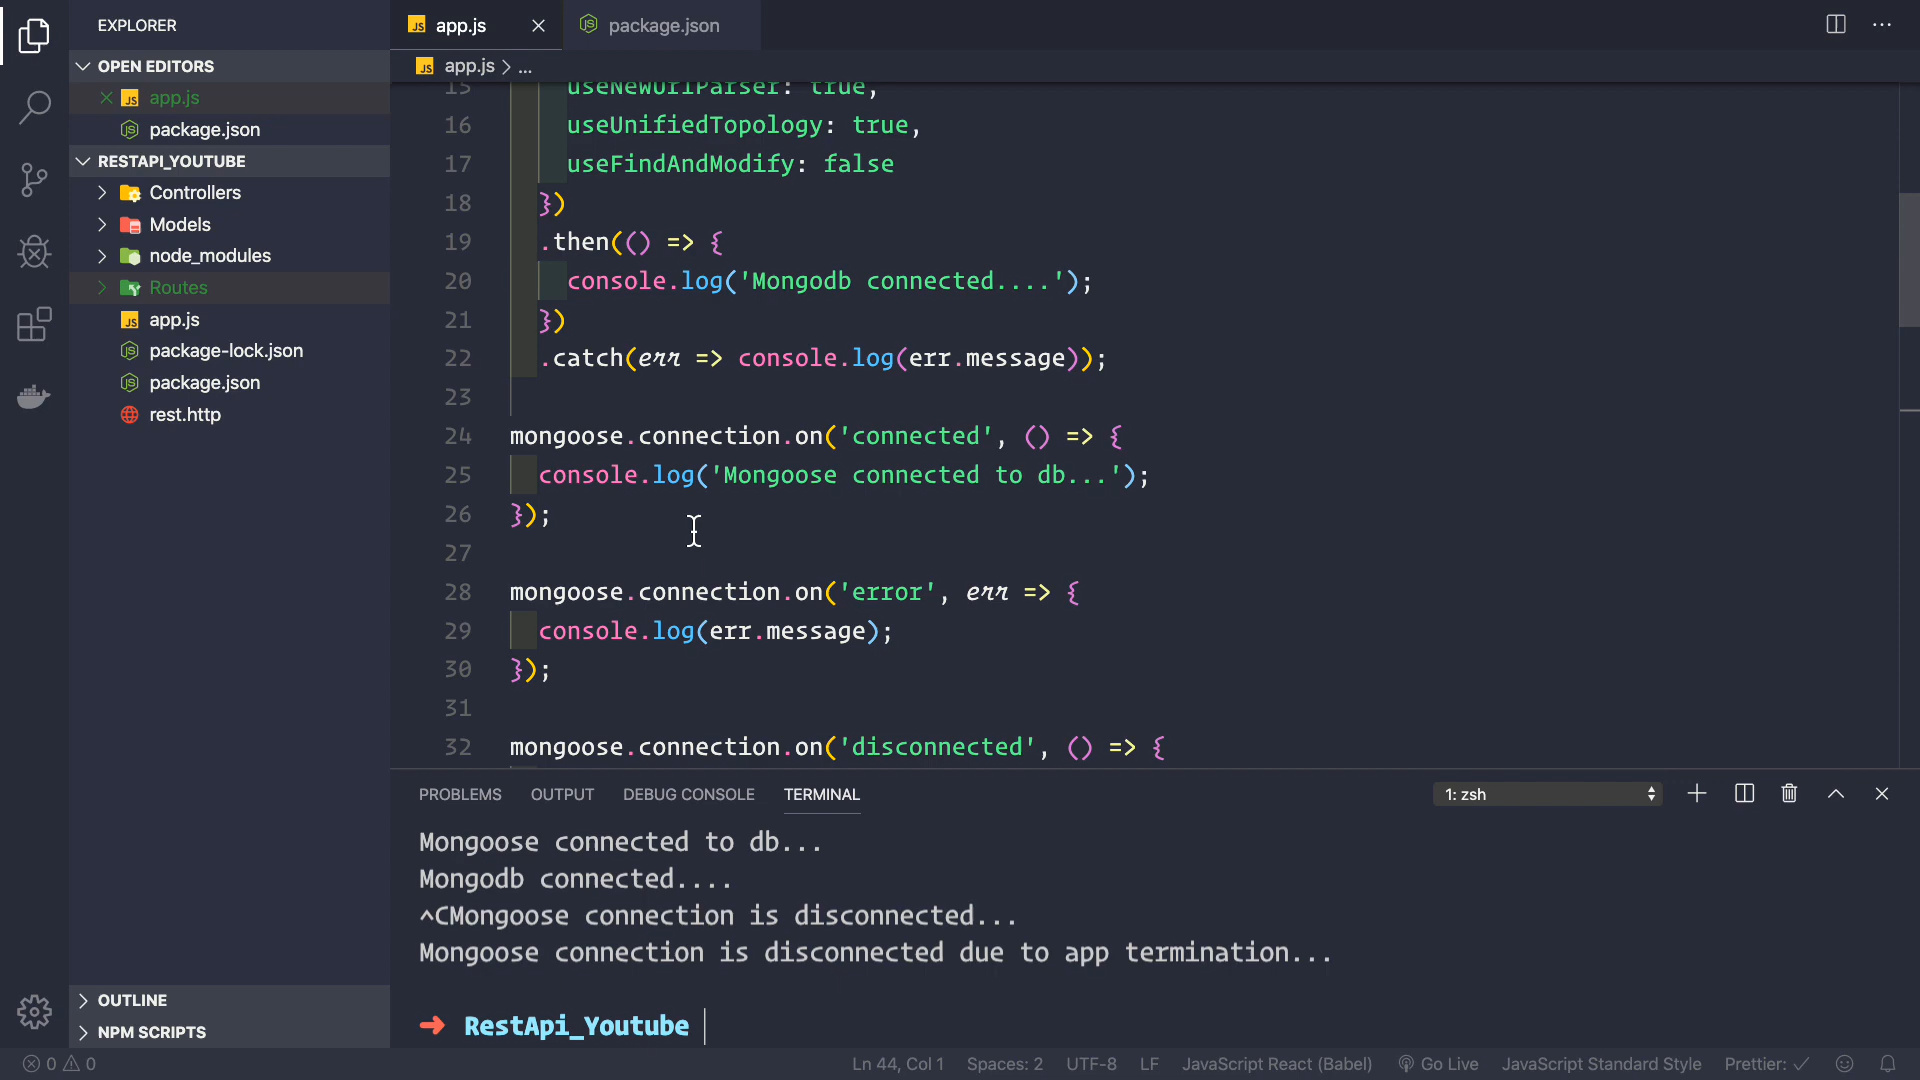 EXPLORER
OPEN EDITORS
app.js
package.json
RESTAPI_YOUTUBE
Controllers
Models
node_modules
Routes
app.js
package-lock.json
package.json
rest.http
OUTLINE
NPM SCRIPTS
app.js
package.json
app.js > ...
15 useNewUrlParser: true,
16 useUnifiedTopology: true,
17 useFindAndModify: false
18 })
19 .then(() => {
20 console.log('Mongodb connected....');
21 })
22 .catch(err => console.log(err.message));
23
24 mongoose.connection.on('connected', () => {
25 console.log('Mongoose connected to db...');
26 });
27
28 mongoose.connection.on('error', err => {
29 console.log(err.message);
30 });
31
32 mongoose.connection.on('disconnected', () => {
PROBLEMS OUTPUT DEBUG CONSOLE TERMINAL 1: zsh
Mongoose connected to db...
Mongodb connected....
^CMongoose connection is disconnected...
Mongoose connection is disconnected due to app termination...
➜ RestApi_Youtube
0 0 Ln 44, Col 1 Spaces: 2 UTF-8 LF JavaScript React (Babel) Go Live JavaScript Standard Style Prettier: ✓